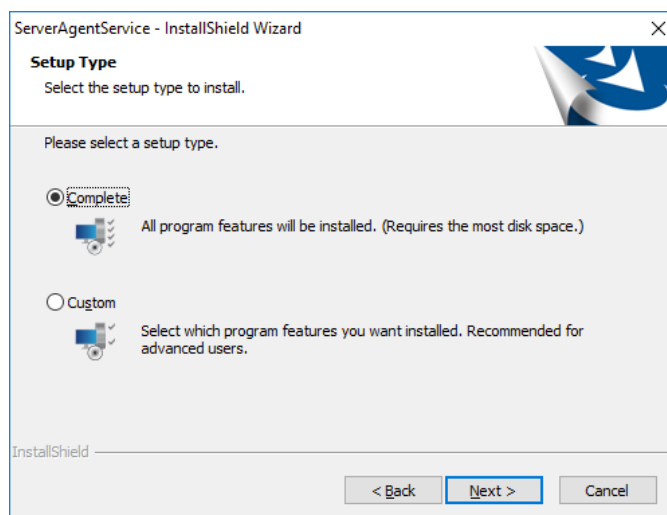 ServerAgentService - InstallShield Wizard
Setup Type
Select the setup type to install.
Please select a setup type.
Complete
All program features will be installed. (Requires the most disk space.)
Custom
Select which program features you want installed. Recommended for
advanced users.
InstallShield
< Back
Next >
Cancel